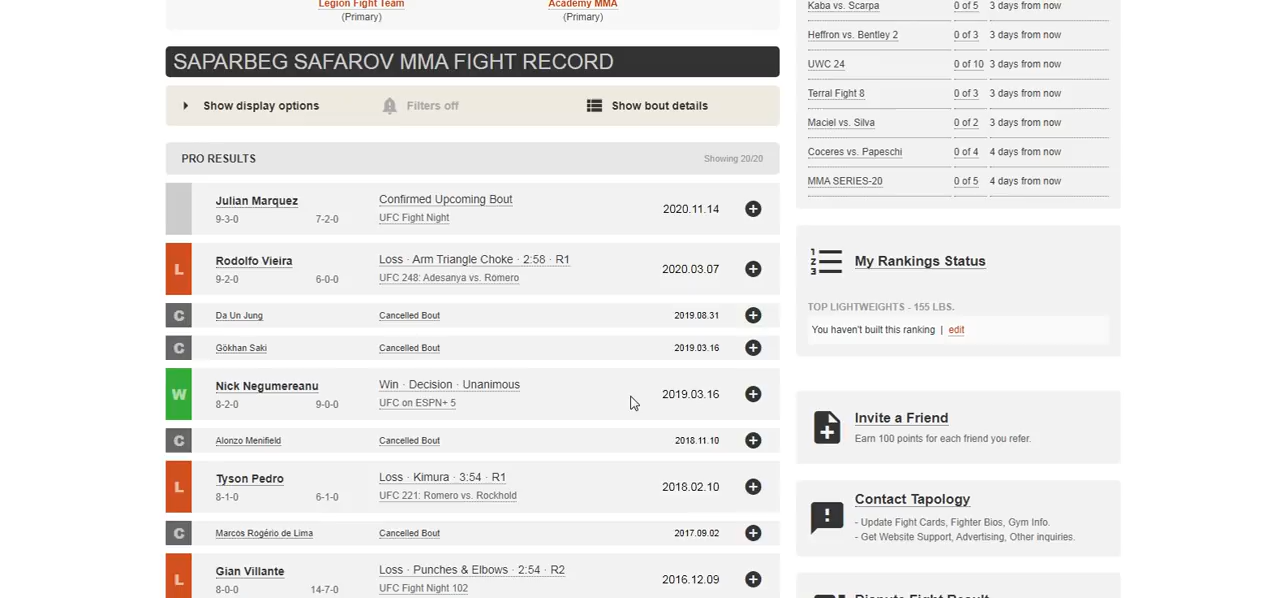 Legion Fight Team
(Primary)
Academy MMA
(Primary)
SAPARBEG SAFAROV MMA FIGHT RECORD
Show display options
Filters off
Show bout details
PRO RESULTS
Showing 20/20
Julian Marquez
9-3-0
7-2-0
Confirmed Upcoming Bout
UFC Fight Night
2020.11.14
L
Rodolfo Vieira
9-2-0
6-0-0
Loss · Arm Triangle Choke · 2:58 · R1
UFC 248: Adesanya vs. Romero
2020.03.07
C
Da Un Jung
Cancelled Bout
2019.08.31
C
Gökhan Saki
Cancelled Bout
2019.03.16
W
Nick Negumereanu
8-2-0
9-0-0
Win · Decision · Unanimous
UFC on ESPN+ 5
2019.03.16
C
Alonzo Menifield
Cancelled Bout
2018.11.10
L
Tyson Pedro
8-1-0
6-1-0
Loss · Kimura · 3:54 · R1
UFC 221: Romero vs. Rockhold
2018.02.10
C
Marcos Rogério de Lima
Cancelled Bout
2017.09.02
L
Gian Villante
8-0-0
14-7-0
Loss · Punches & Elbows · 2:54 · R2
UFC Fight Night 102
2016.12.09
Kaba vs. Scarpa 0 of 5 3 days from now
Heffron vs. Bentley 2 0 of 3 3 days from now
UWC 24 0 of 10 3 days from now
Terral Fight 8 0 of 3 3 days from now
Maciel vs. Silva 0 of 2 3 days from now
Coceres vs. Papeschi 0 of 4 4 days from now
MMA SERIES-20 0 of 5 4 days from now
My Rankings Status
TOP LIGHTWEIGHTS - 155 LBS.
You haven't built this ranking | edit
Invite a Friend
Earn 100 points for each friend you refer.
Contact Tapology
- Update Fight Cards, Fighter Bios, Gym Info.
- Get Website Support, Advertising, Other inquiries.
Dispute Fight Result